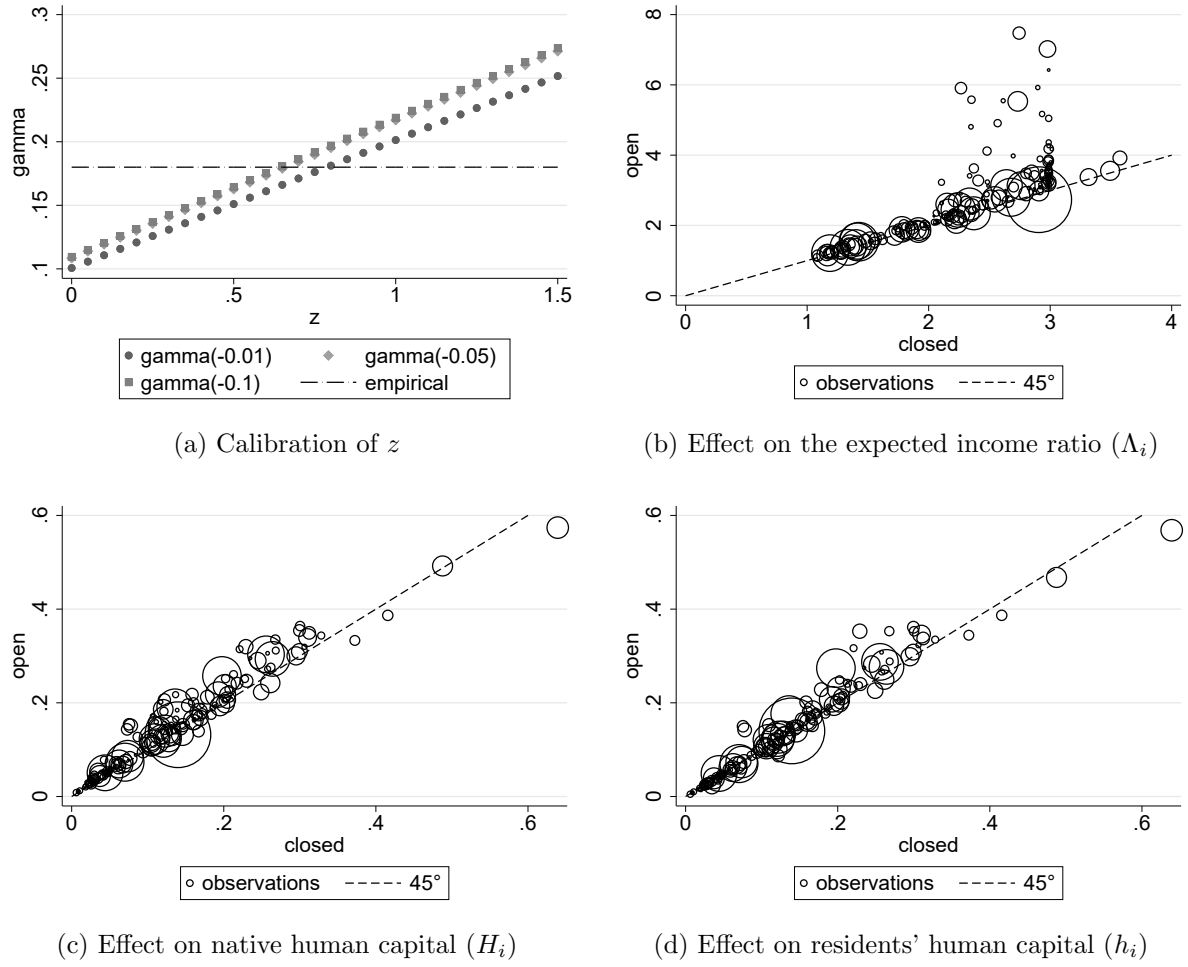 .3
.25
.2
.15
.1
gamma
0 .5 1 1.5
z
gamma(-0.01) gamma(-0.05)
gamma(-0.1) empirical
(a) Calibration of z
8
6
4
2
0
open
0 1 2 3 4
closed
observations 45°
(b) Effect on the expected income ratio (Λi)
.6
.4
.2
0
open
0 .2 .4 .6
closed
observations 45°
(c) Effect on native human capital (Hi)
.6
.4
.2
0
open
0 .2 .4 .6
closed
observations 45°
(d) Effect on residents' human capital (hi)